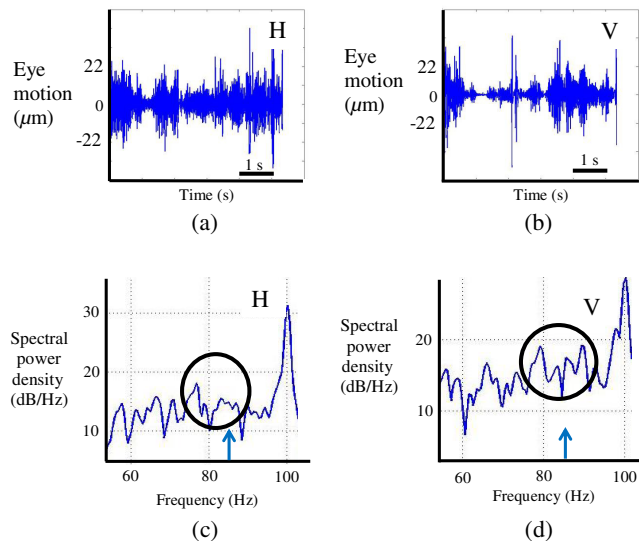 H
Eye motion (μm)
22
0
-22
1 s
Time (s)
(a)
V
Eye motion (μm)
22
0
-22
1 s
Time (s)
(b)
H
Spectral power density (dB/Hz)
30
20
10
60 80 100
Frequency (Hz)
(c)
V
Spectral power density (dB/Hz)
20
10
60 80 100
Frequency (Hz)
(d)